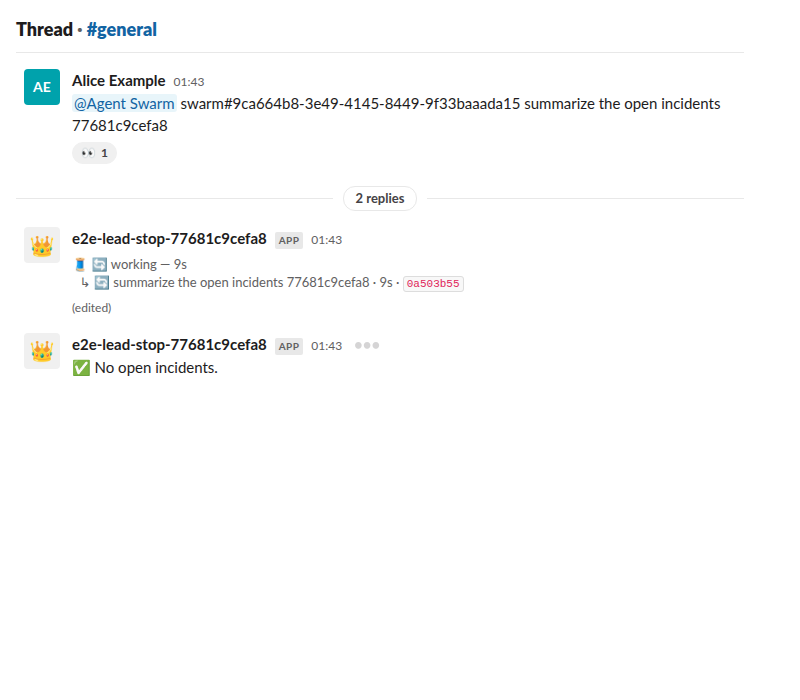 Thread • #general
AE
Alice Example 01:43
@Agent Swarm swarm#9ca664b8-3e49-4145-8449-9f33baaada15 summarize the open incidents
77681c9cefa8
👀 1
2 replies
e2e-lead-stop-77681c9cefa8 APP 01:43
🧵 🔄 working — 9s
↳ 🔄 summarize the open incidents 77681c9cefa8 · 9s · 0a503b55
(edited)
e2e-lead-stop-77681c9cefa8 APP 01:43
✅ No open incidents.